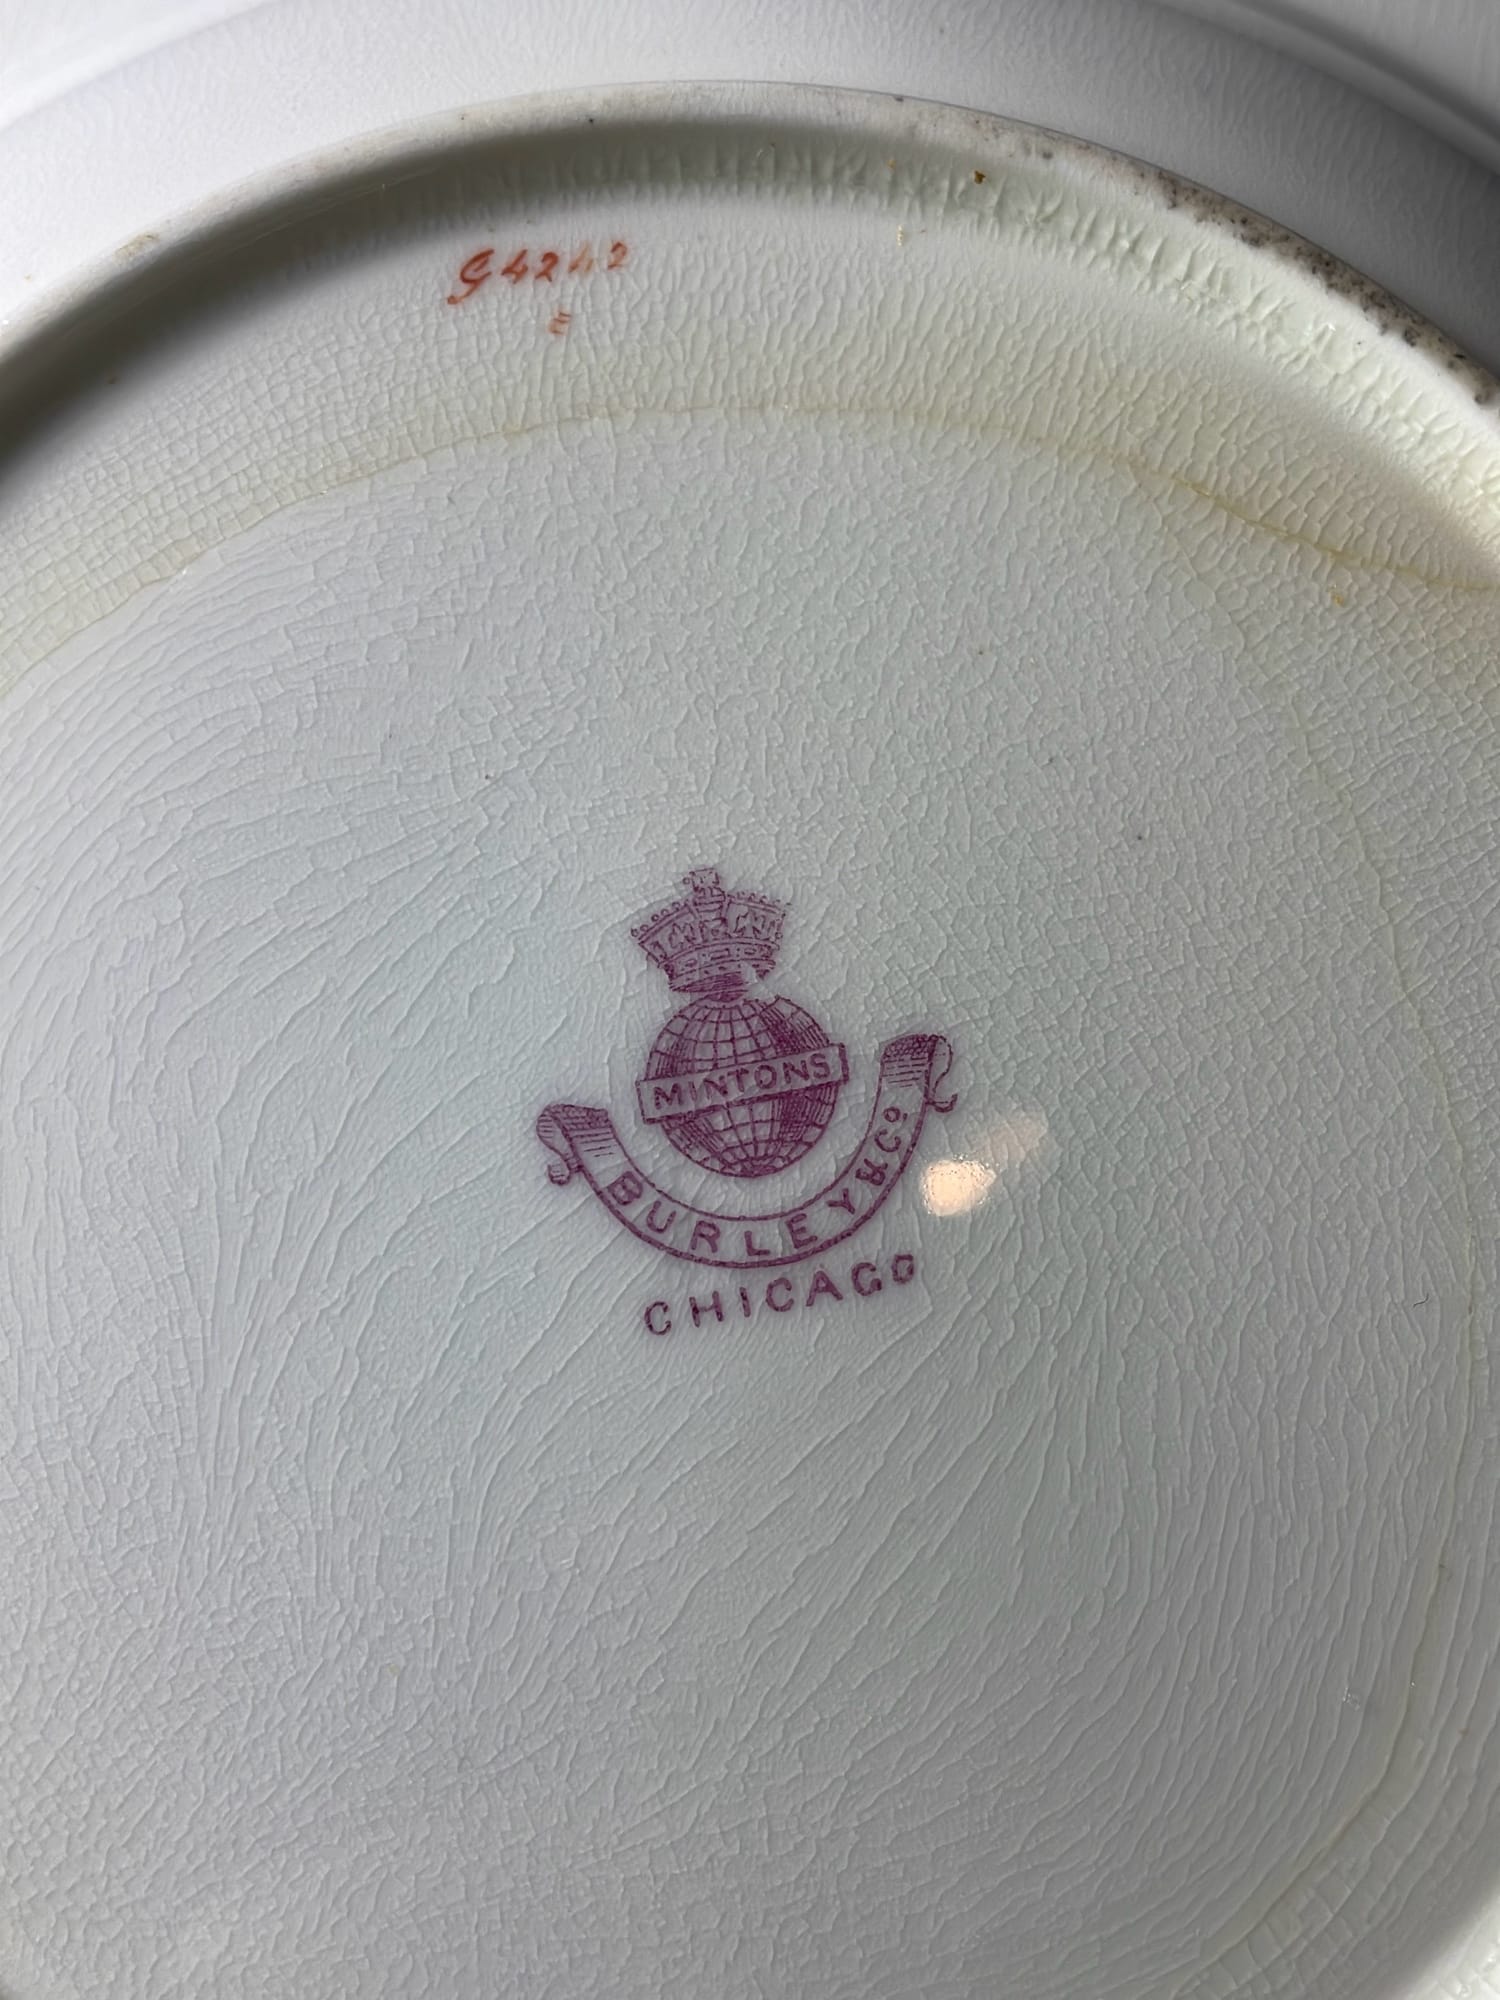 G4242
E
MINTONS
BURLEY & Co
CHICAGO